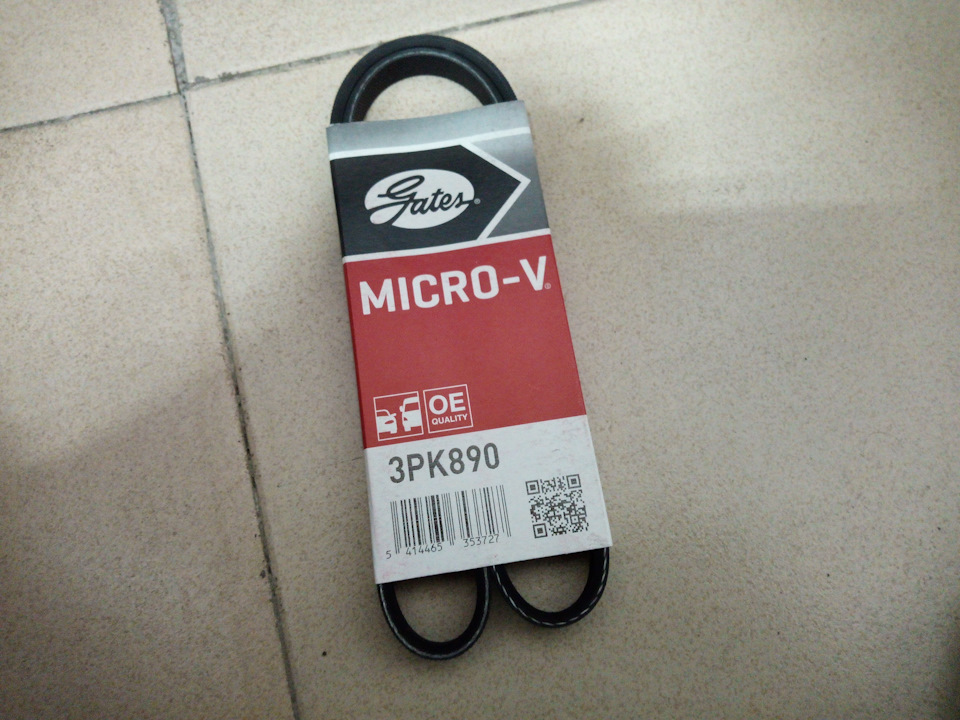 Gates®
MICRO-V®
OE
QUALITY
3PK890
5 414465 353727